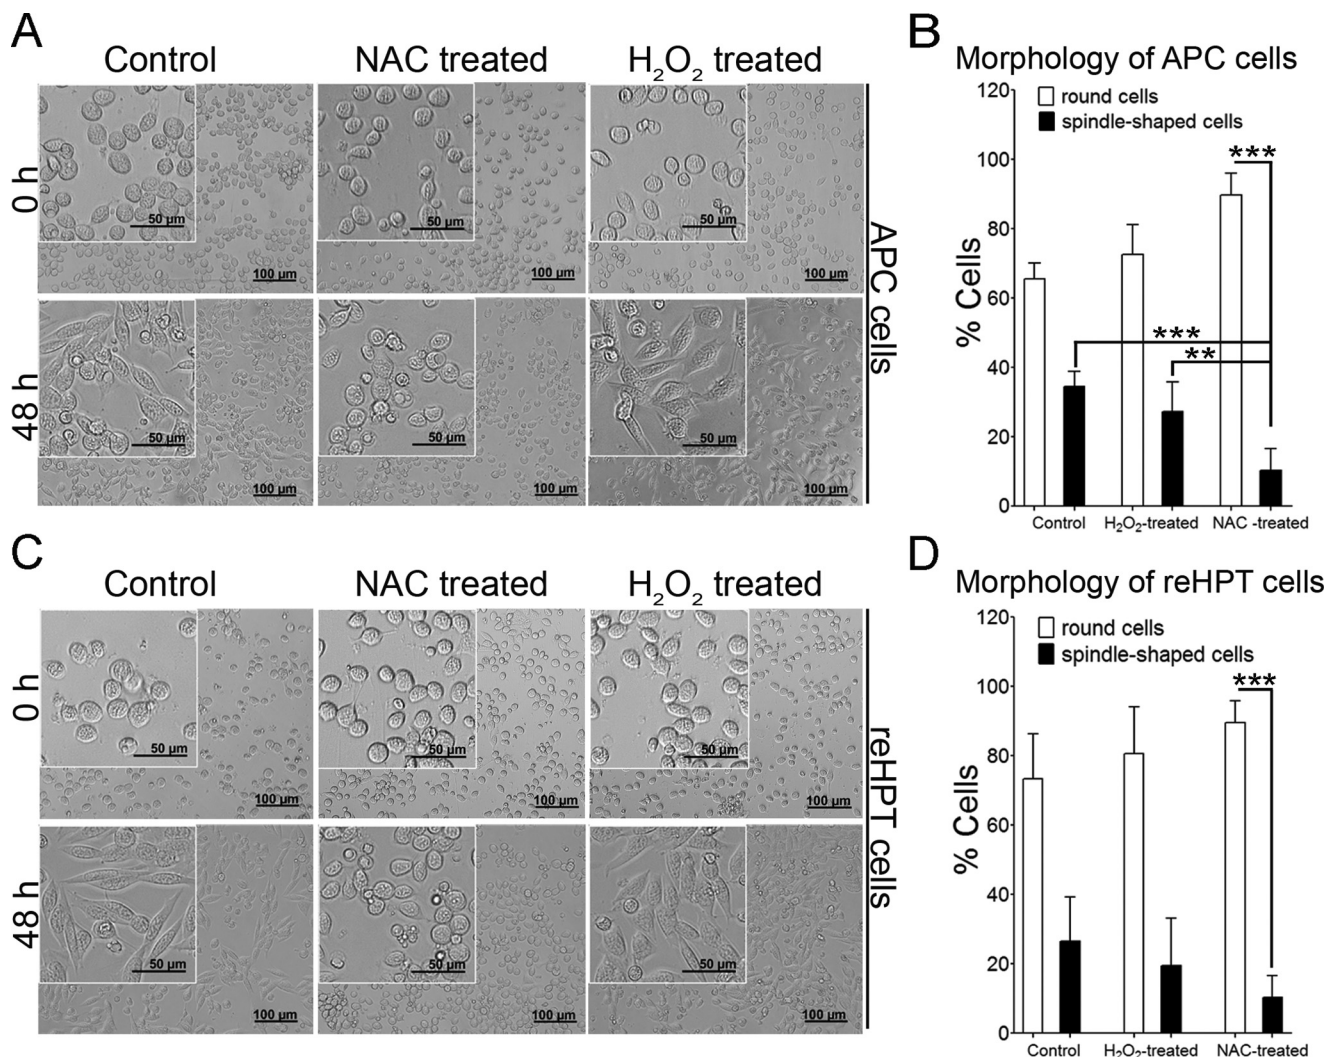 A
Control
NAC treated
H₂O₂ treated
0 h
50 µm
100 µm
50 µm
100 µm
50 µm
100 µm
48 h
50 µm
100 µm
50 µm
100 µm
50 µm
100 µm
APC cells
B
Morphology of APC cells
round cells
spindle-shaped cells
% Cells
120
100
80
60
40
20
0
***
***
**
Control
H₂O₂-treated
NAC -treated
C
Control
NAC treated
H₂O₂ treated
0 h
50 µm
100 µm
50 µm
100 µm
50 µm
100 µm
48 h
50 µm
100 µm
50 µm
100 µm
50 µm
100 µm
reHPT cells
D
Morphology of reHPT cells
round cells
spindle-shaped cells
% Cells
120
100
80
60
40
20
0
***
Control
H₂O₂-treated
NAC-treated